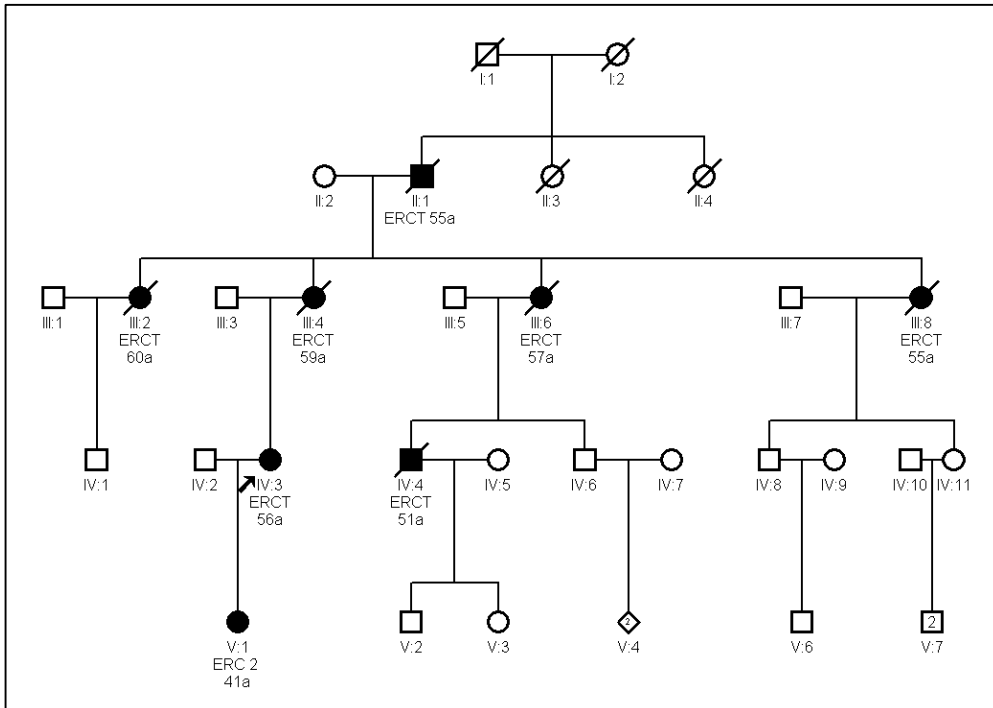 I:1
I:2
II:2
II:1
ERCT 55a
II:3
II:4
III:1
III:2
ERCT
60a
III:3
III:4
ERCT
59a
III:5
III:6
ERCT
57a
III:7
III:8
ERCT
55a
IV:1
IV:2
IV:3
ERCT
56a
IV:4
ERCT
51a
IV:5
IV:6
IV:7
IV:8
IV:9
IV:10
IV:11
V:1
ERC 2
41a
V:2
V:3
2
V:4
V:6
2
V:7